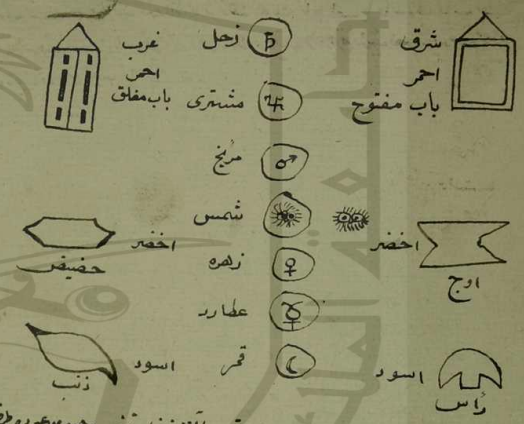 شرق
احمر
باب مفتوح
زحل
غرب
احمر
باب مغلق
مشتری
مریخ
شمس
اخضر
اوج
اخضر
حضیض
زهره
عطارد
قمر
اسود
رأس
اسود
ذنب